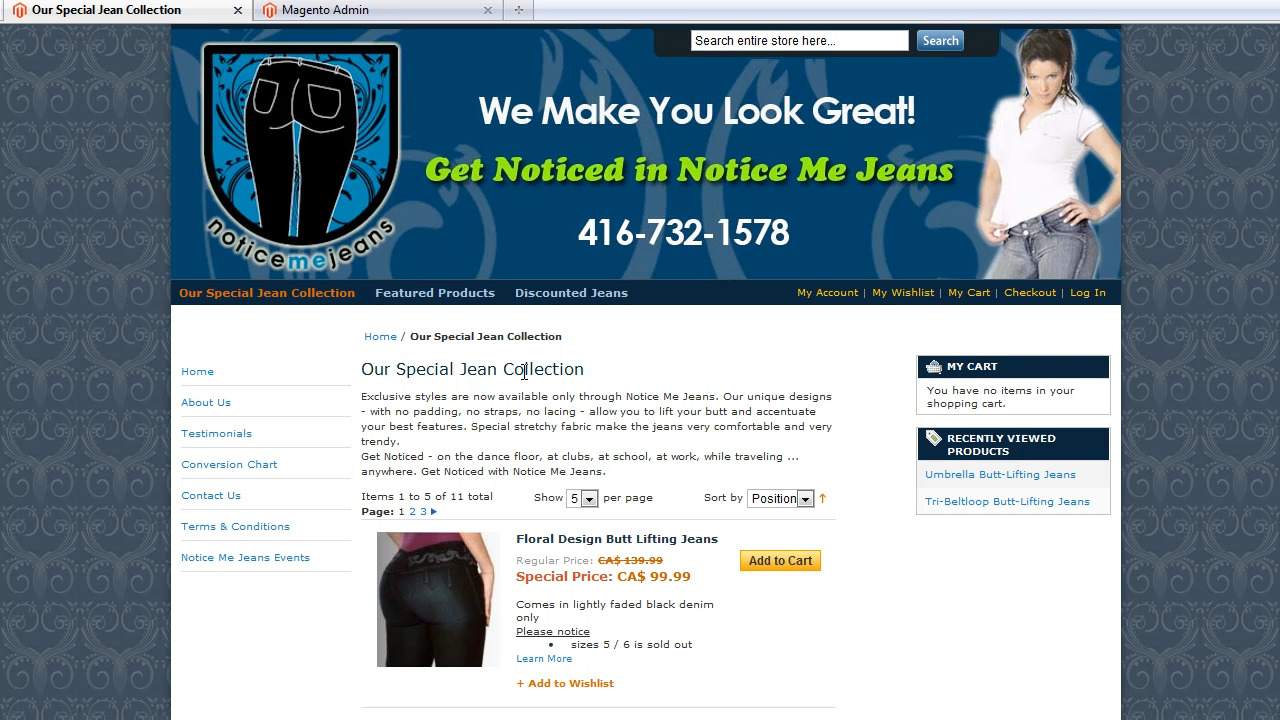 Our Special Jean Collection
Magento Admin
Search entire store here...
Search
We Make You Look Great!
Get Noticed in Notice Me Jeans
416-732-1578
noticemejeans
Our Special Jean Collection
Featured Products
Discounted Jeans
My Account | My Wishlist | My Cart | Checkout | Log In
Home / Our Special Jean Collection
Home
About Us
Testimonials
Conversion Chart
Contact Us
Terms & Conditions
Notice Me Jeans Events
Our Special Jean Collection
Exclusive styles are now available only through Notice Me Jeans. Our unique designs
- with no padding, no straps, no lacing - allow you to lift your butt and accentuate
your best features. Special stretchy fabric make the jeans very comfortable and very
trendy.
Get Noticed - on the dance floor, at clubs, at school, at work, while traveling ...
anywhere. Get Noticed with Notice Me Jeans.
Items 1 to 5 of 11 total
Show 5 per page
Sort by Position
Page: 1 2 3
Floral Design Butt Lifting Jeans
Regular Price: CA$ 139.99
Special Price: CA$ 99.99
Add to Cart
Comes in lightly faded black denim
only
Please notice
• sizes 5 / 6 is sold out
Learn More
+ Add to Wishlist
MY CART
You have no items in your
shopping cart.
RECENTLY VIEWED
PRODUCTS
Umbrella Butt-Lifting Jeans
Tri-Beltloop Butt-Lifting Jeans